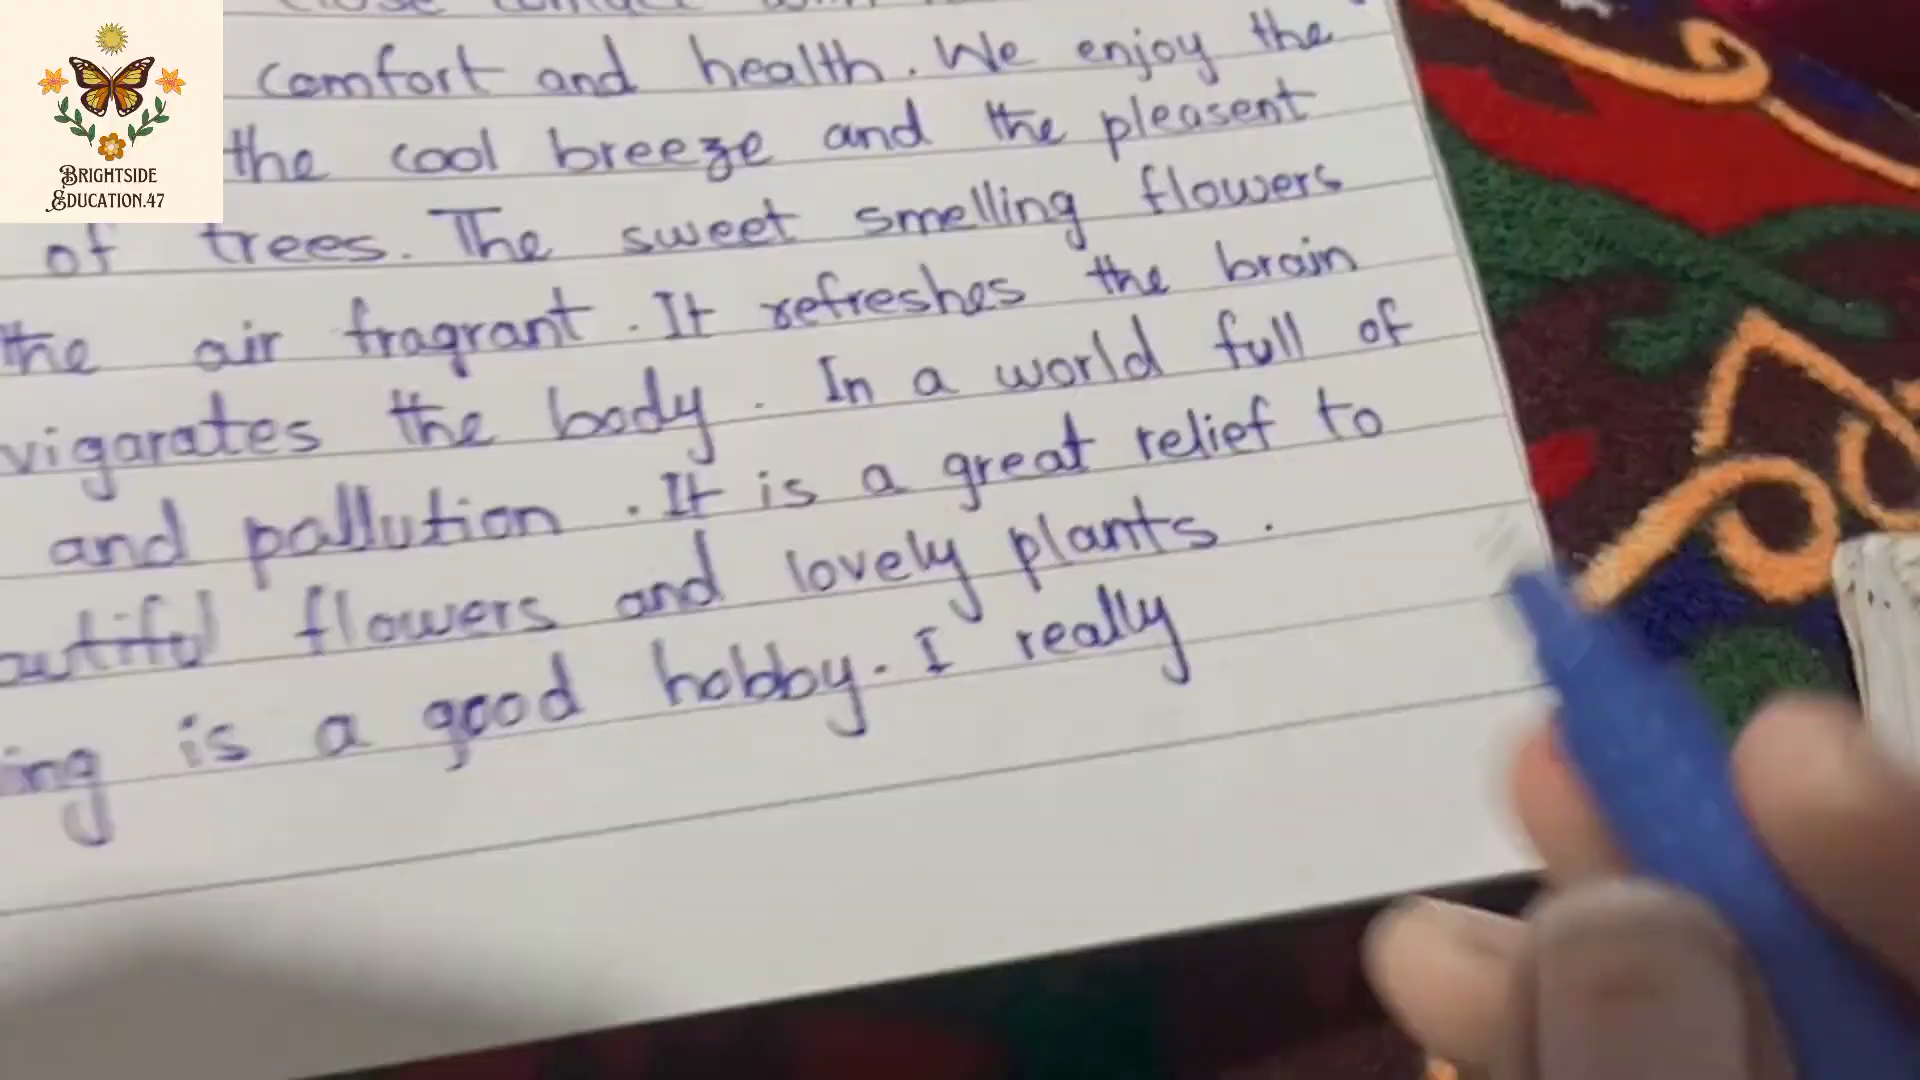 BRIGHTSIDE
EDUCATION.47
comfort and health. We enjoy the
the cool breeze and the pleasent
of trees. The sweet smelling flowers
the air fragrant. It refreshes the brain
vigarates the body. In a world full of
and pallution. It is a great relief to
autiful flowers and lovely plants.
ing is a good hobby. I really